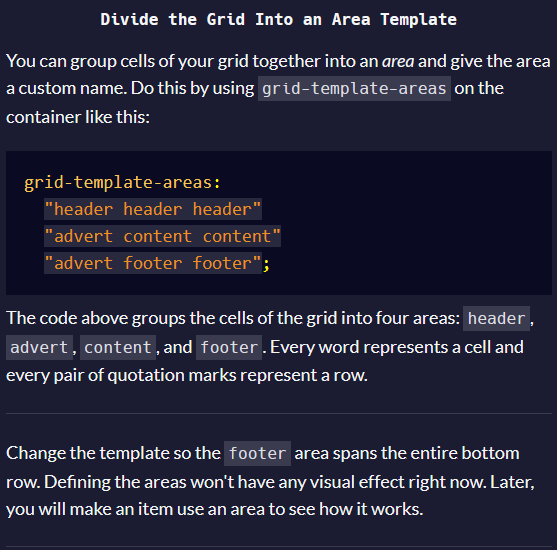 Divide the Grid Into an Area Template
You can group cells of your grid together into an area and give the area
a custom name. Do this by using grid-template-areas on the
container like this:
grid-template-areas:
"header header header"
"advert content content"
"advert footer footer";
The code above groups the cells of the grid into four areas: header,
advert, content, and footer. Every word represents a cell and
every pair of quotation marks represent a row.
Change the template so the footer area spans the entire bottom
row. Defining the areas won't have any visual effect right now. Later,
you will make an item use an area to see how it works.